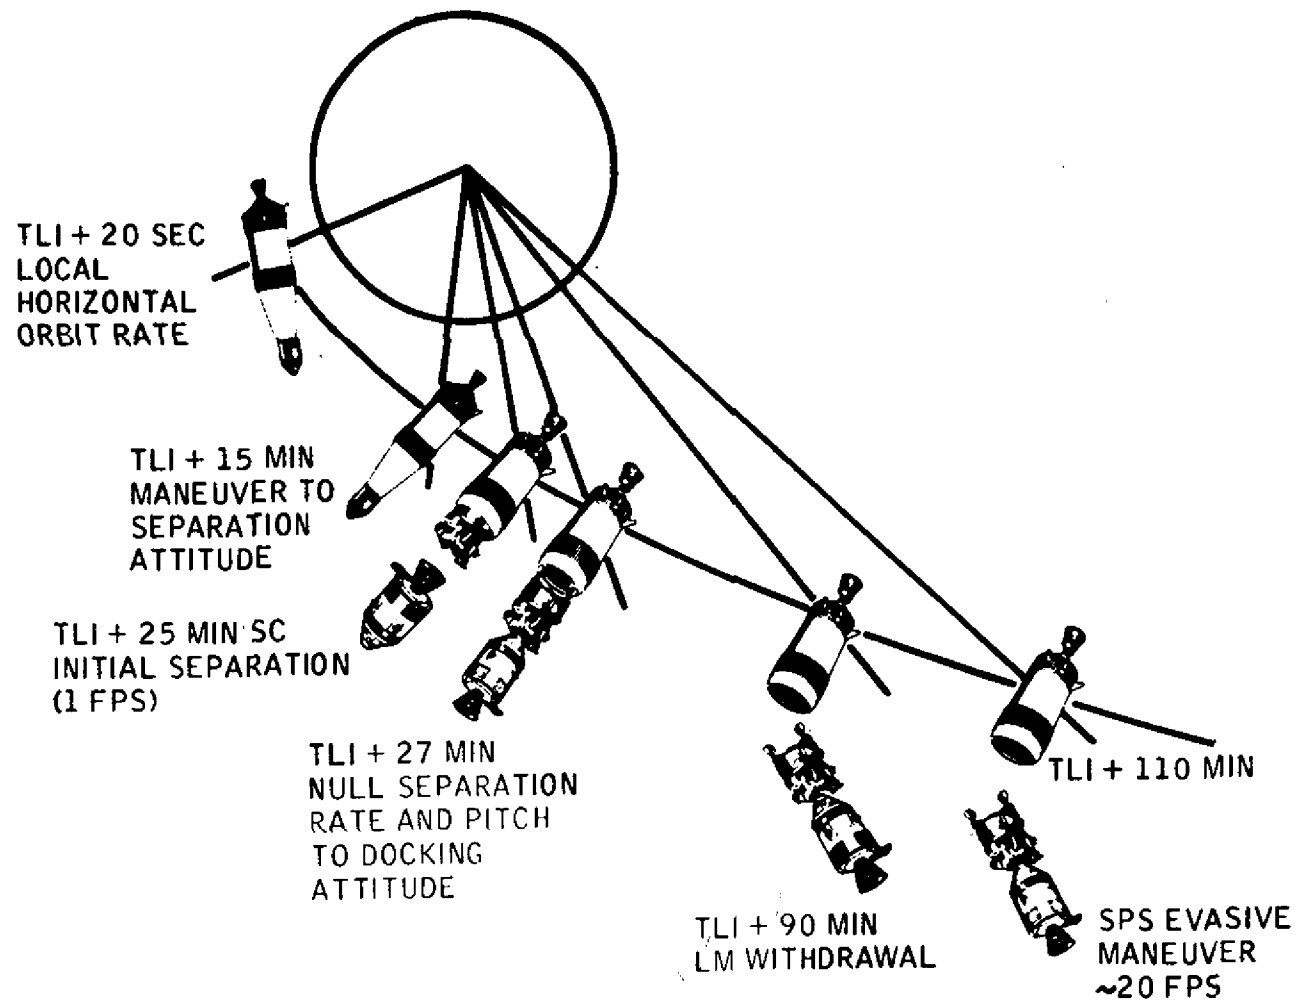 TLI + 20 SEC
LOCAL
HORIZONTAL
ORBIT RATE
TLI + 15 MIN
MANEUVER TO
SEPARATION
ATTITUDE
TLI + 25 MIN SC
INITIAL SEPARATION
(1 FPS)
TLI + 27 MIN
NULL SEPARATION
RATE AND PITCH
TO DOCKING
ATTITUDE
TLI + 90 MIN
LM WITHDRAWAL
TLI + 110 MIN
SPS EVASIVE
MANEUVER
~20 FPS